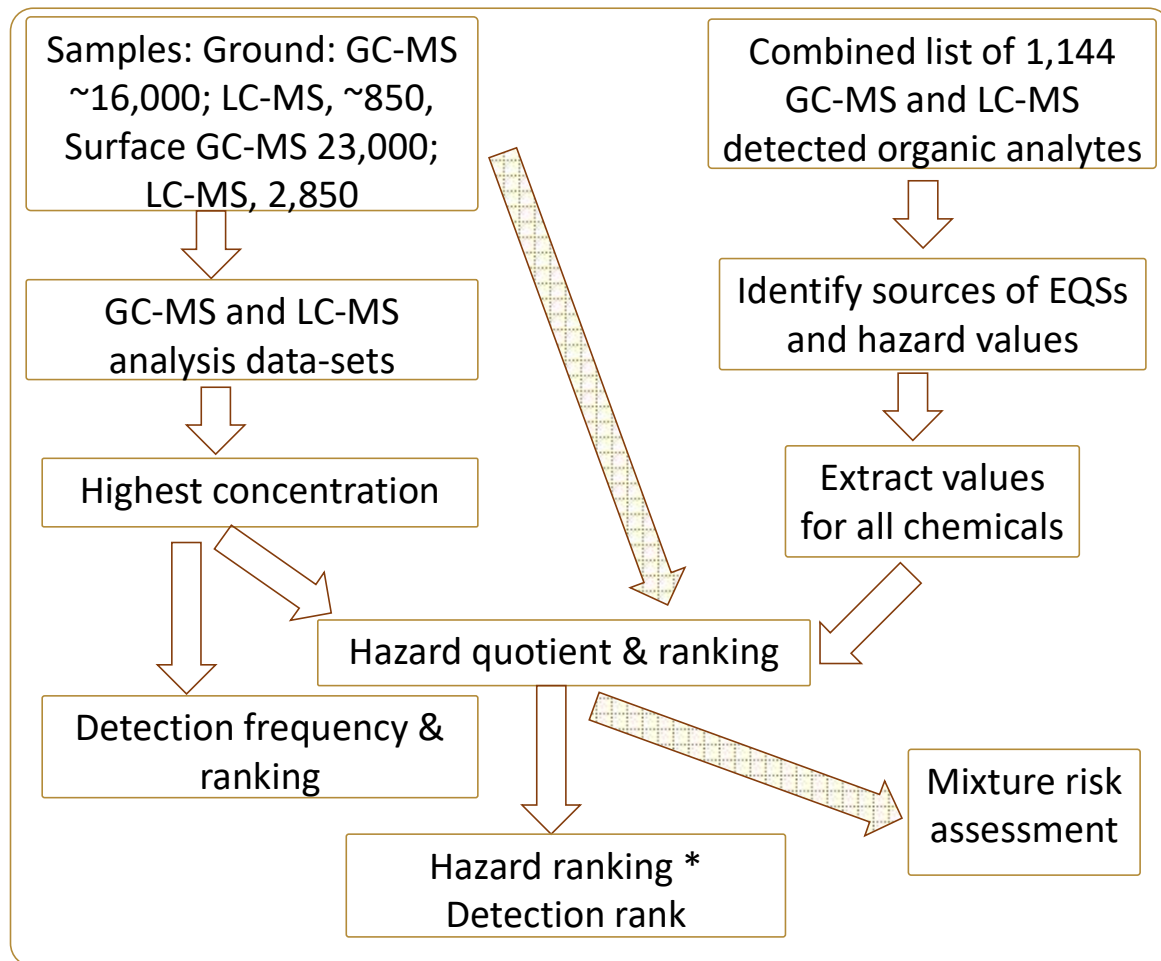 Samples: Ground: GC-MS
~16,000; LC-MS, ~850,
Surface GC-MS 23,000;
LC-MS, 2,850
Combined list of 1,144
GC-MS and LC-MS
detected organic analytes
GC-MS and LC-MS
analysis data-sets
Identify sources of EQSs
and hazard values
Highest concentration
Extract values
for all chemicals
Hazard quotient & ranking
Detection frequency &
ranking
Mixture risk
assessment
Hazard ranking *
Detection rank